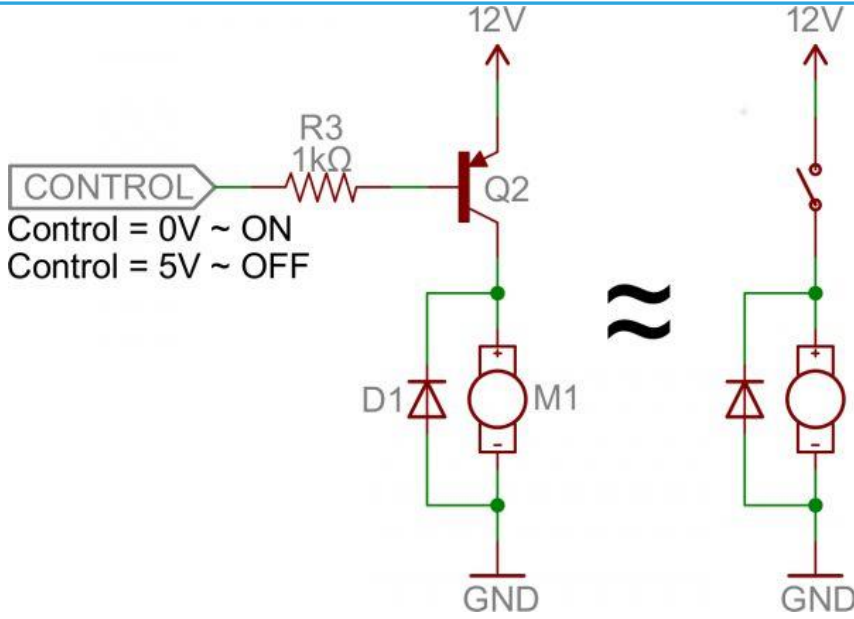 12V
12V
R3
1kΩ
CONTROL
Q2
Control = 0V ~ ON
Control = 5V ~ OFF
≈
+
+
D1
M1
-
-
GND
GND